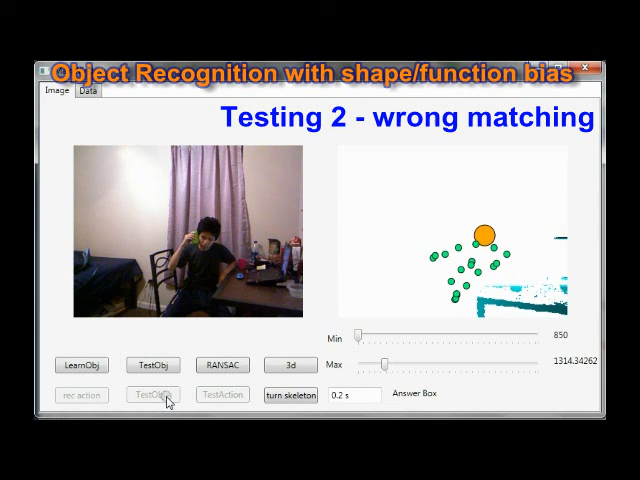 Object Recognition with shape/function bias
Image
Data
Testing 2 - wrong matching
Min
850
Max
1314.34262
LearnObj
TestObj
RANSAC
3d
rec action
TestAction
turn skeleton
0.2 s
Answer Box